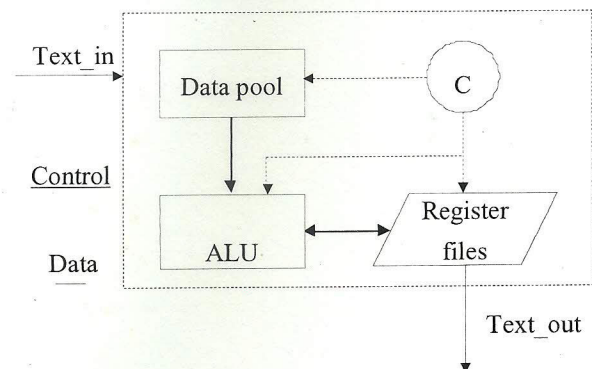 Text_in
Data pool
C
Control
Register
files
ALU
Data
Text_out